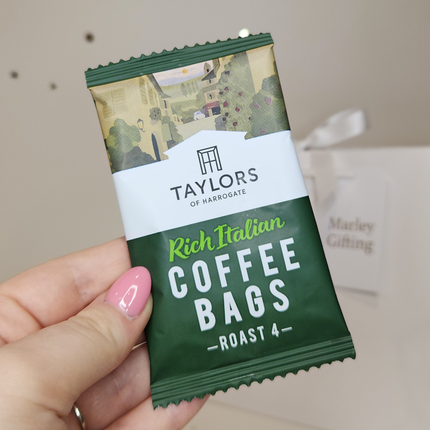 TAYLORS
OF HARROGATE
Rich Italian
COFFEE
BAGS
–ROAST 4–
Marley
Gifting